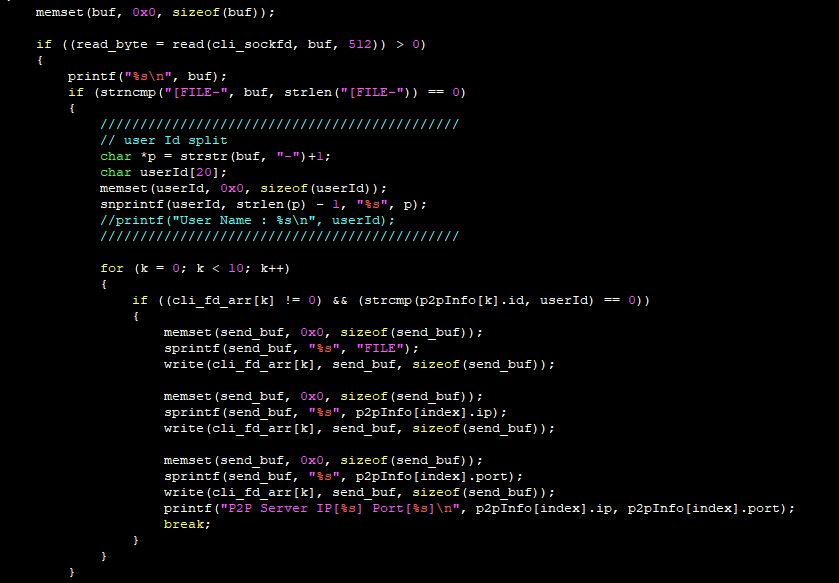 memset(buf, 0x0, sizeof(buf));
if ((read_byte = read(cli_sockfd, buf, 512)) > 0)
{
printf("%s\n", buf);
if (strncmp("[FILE-", buf, strlen("[FILE-")) == 0)
{
/////////////////////////////////////////////
// user Id split
char *p = strstr(buf, "-")+1;
char userId[20];
memset(userId, 0x0, sizeof(userId));
snprintf(userId, strlen(p) - 1, "%s", p);
//printf("User Name : %s\n", userId);
/////////////////////////////////////////////
for (k = 0; k < 10; k++)
{
if ((cli_fd_arr[k] != 0) && (strcmp(p2pInfo[k].id, userId) == 0))
{
memset(send_buf, 0x0, sizeof(send_buf));
sprintf(send_buf, "%s", "FILE");
write(cli_fd_arr[k], send_buf, sizeof(send_buf));
memset(send_buf, 0x0, sizeof(send_buf));
sprintf(send_buf, "%s", p2pInfo[index].ip);
write(cli_fd_arr[k], send_buf, sizeof(send_buf));
memset(send_buf, 0x0, sizeof(send_buf));
sprintf(send_buf, "%s", p2pInfo[index].port);
write(cli_fd_arr[k], send_buf, sizeof(send_buf));
printf("P2P Server IP[%s] Port[%s]\n", p2pInfo[index].ip, p2pInfo[index].port);
break;
}
}
}